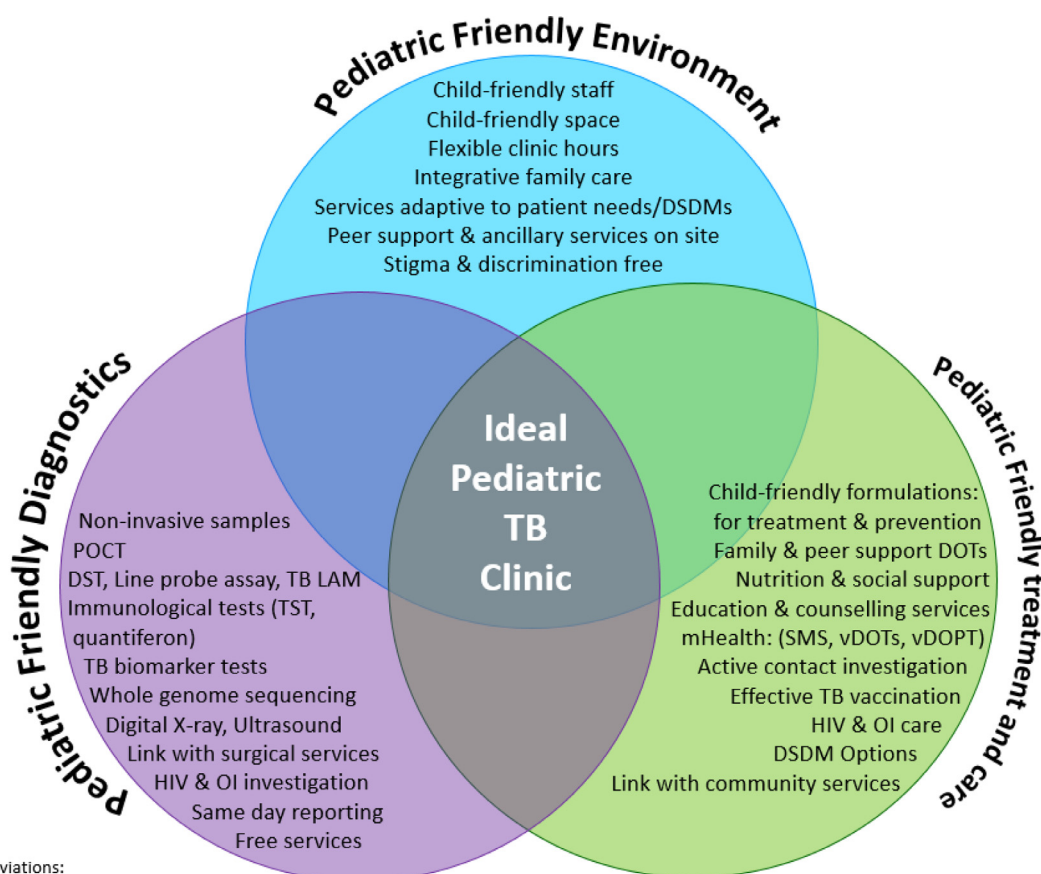 Pediatric Friendly Environment
Child-friendly staff
Child-friendly space
Flexible clinic hours
Integrative family care
Services adaptive to patient needs/DSDMs
Peer support & ancillary services on site
Stigma & discrimination free
Pediatric Friendly Diagnostics
Non-invasive samples
POCT
DST, Line probe assay, TB LAM
Immunological tests (TST,
quantiferon)
TB biomarker tests
Whole genome sequencing
Digital X-ray, Ultrasound
Link with surgical services
HIV & OI investigation
Same day reporting
Free services
Ideal
Pediatric
TB
Clinic
Pediatric Friendly treatment and care
Child-friendly formulations:
for treatment & prevention
Family & peer support DOTs
Nutrition & social support
Education & counselling services
mHealth: (SMS, vDOTs, vDOPT)
Active contact investigation
Effective TB vaccination
HIV & OI care
DSDM Options
Link with community services
viations: